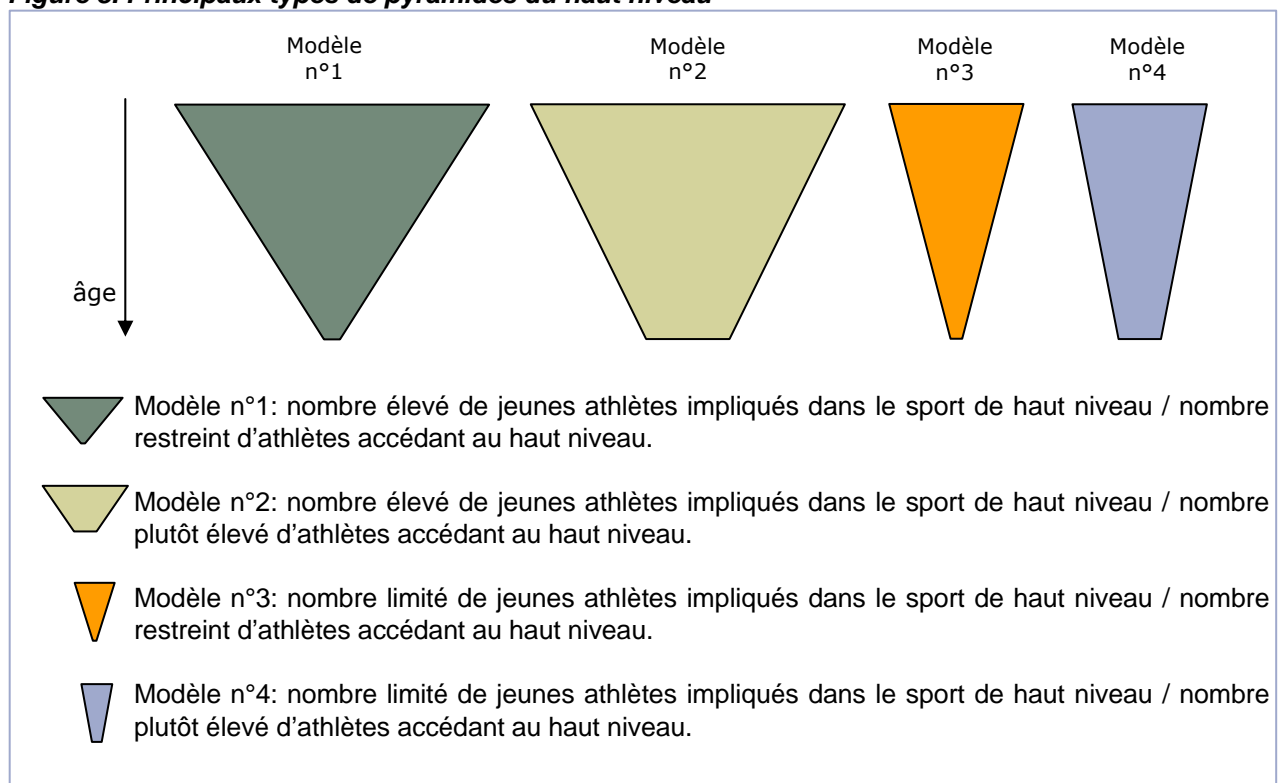 Figure 8. Principaux types de pyramides du haut niveau
Modèle
n°1
Modèle
n°2
Modèle
n°3
Modèle
n°4
âge
Modèle n°1: nombre élevé de jeunes athlètes impliqués dans le sport de haut niveau / nombre
restreint d'athlètes accédant au haut niveau.
Modèle n°2: nombre élevé de jeunes athlètes impliqués dans le sport de haut niveau / nombre
plutôt élevé d'athlètes accédant au haut niveau.
Modèle n°3: nombre limité de jeunes athlètes impliqués dans le sport de haut niveau / nombre
restreint d'athlètes accédant au haut niveau.
Modèle n°4: nombre limité de jeunes athlètes impliqués dans le sport de haut niveau / nombre
plutôt élevé d'athlètes accédant au haut niveau.